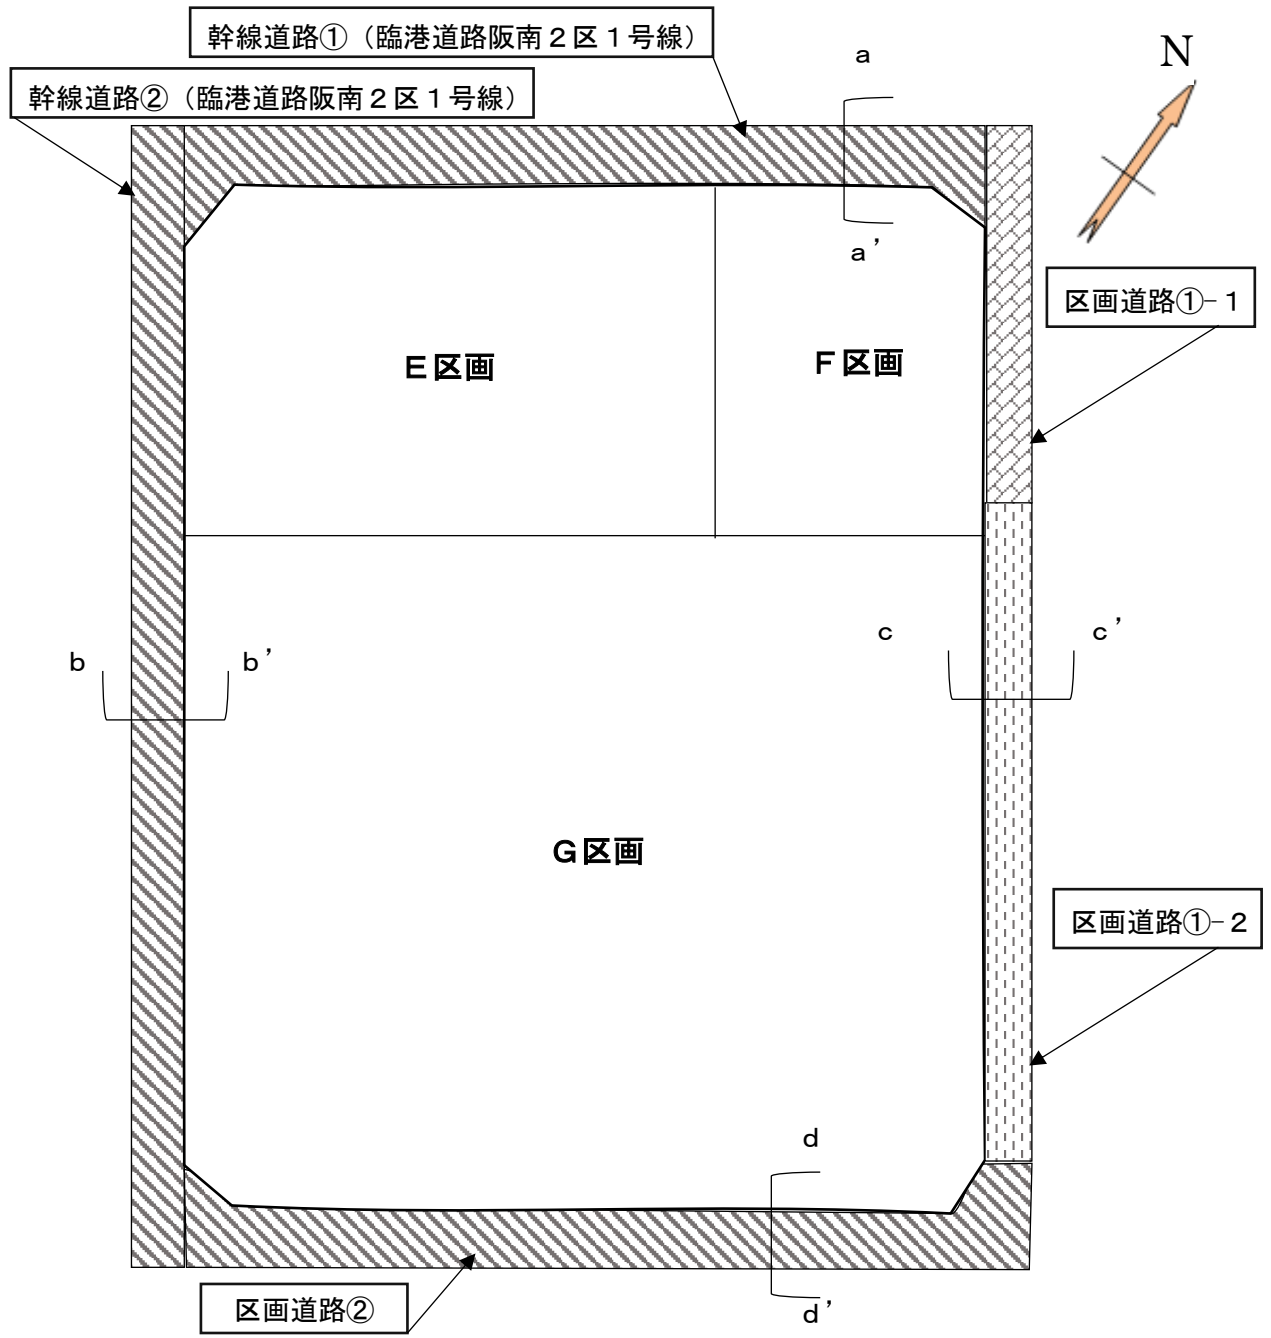 幹線道路①（臨港道路阪南２区１号線）
幹線道路②（臨港道路阪南２区１号線）
a
N
a’
区画道路①-１
Ｅ区画
Ｆ区画
b
b’
c
c’
Ｇ区画
区画道路①-２
d
d’
区画道路②